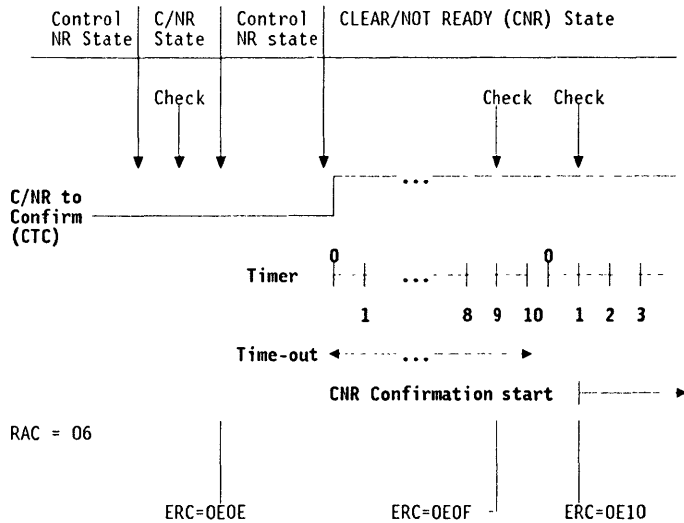 Control NR State
C/NR State
Control NR state
CLEAR/NOT READY (CNR) State
Check
Check
Check
...
C/NR to
Confirm
(CTC)
0
0
Timer
...
1
8
9
10
1
2
3
Time-out
...
CNR Confirmation start
RAC = 06
ERC=0E0E
ERC=0E0F
ERC=0E10